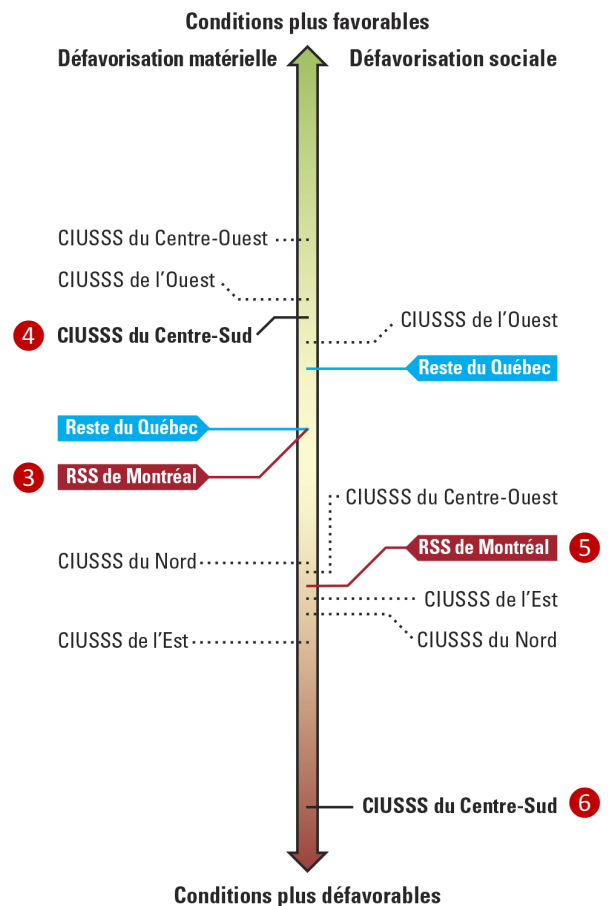 Conditions plus favorables
Défavorisation matérielle
Défavorisation sociale
CIUSSS du Centre-Ouest
CIUSSS de l'Ouest
4 CIUSSS du Centre-Sud
CIUSSS de l'Ouest
Reste du Québec
Reste du Québec
3 RSS de Montréal
CIUSSS du Centre-Ouest
RSS de Montréal 5
CIUSSS du Nord
CIUSSS de l'Est
CIUSSS de l'Est
CIUSSS du Nord
CIUSSS du Centre-Sud 6
Conditions plus défavorables